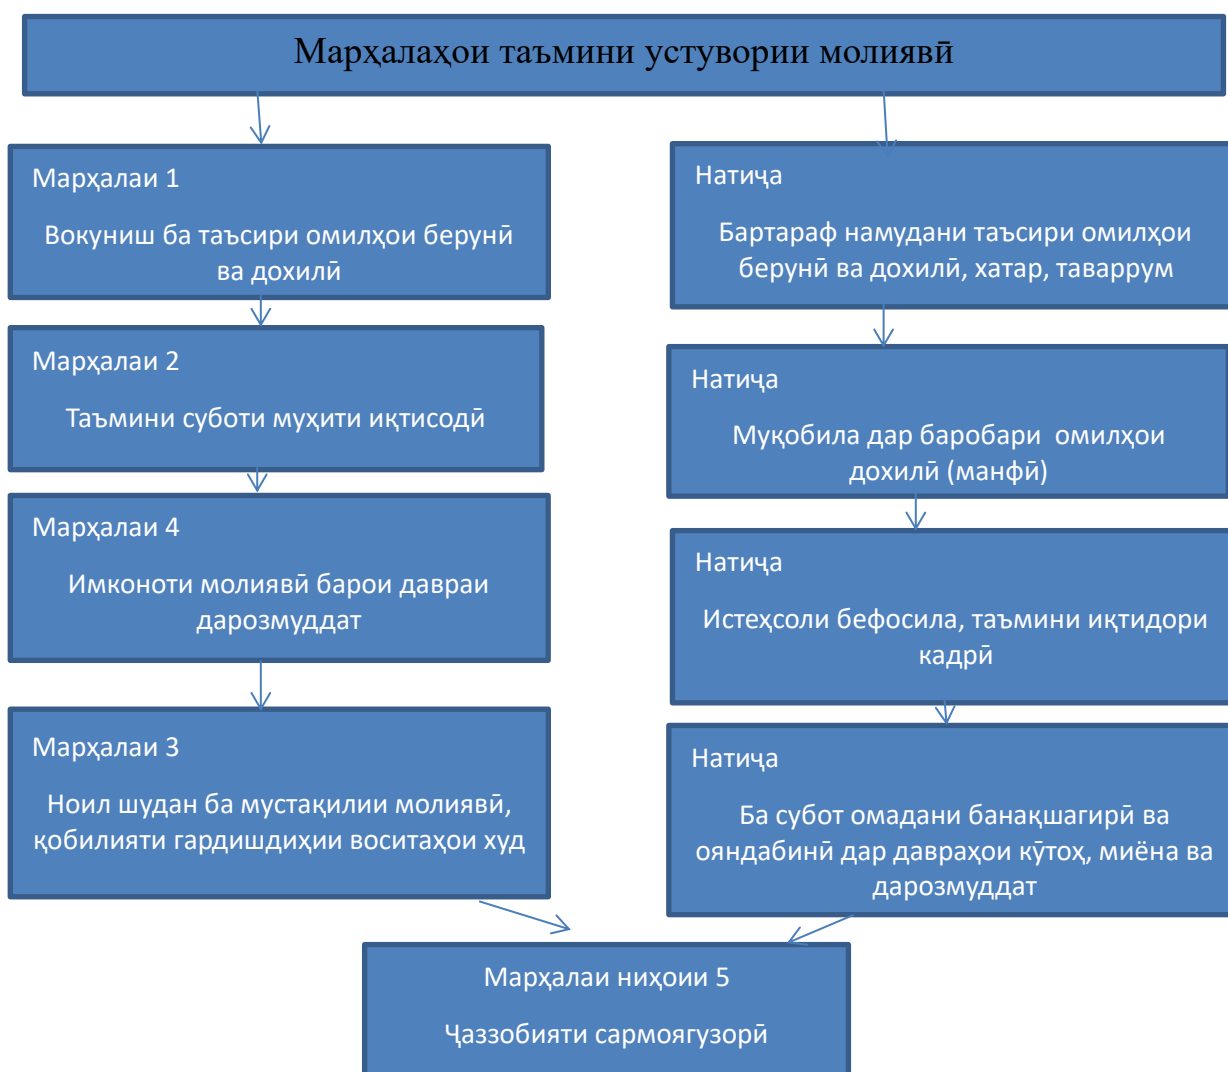 Марҳалаҳои таъмини устувории молиявӣ
Марҳалаи 1
Вокуниш ба таъсири омилҳои берунӣ
ва дохилӣ
Марҳалаи 2
Таъмини суботи муҳити иқтисодӣ
Марҳалаи 4
Имконоти молиявӣ барои давраи
дарозмуддат
Марҳалаи 3
Ноил шудан ба мустақилии молиявӣ,
қобилияти гардишдиҳии воситаҳои худ
Натиҷа
Бартараф намудани таъсири омилҳои
берунӣ ва дохилӣ, хатар, таваррум
Натиҷа
Муқобила дар баробари омилҳои
дохилӣ (манфӣ)
Натиҷа
Истеҳсоли бефосила, таъмини иқтидори
кадрӣ
Натиҷа
Ба субот омадани банақшагирӣ ва
ояндабинӣ дар давраҳои кӯтоҳ, миёна ва
дарозмуддат
Марҳалаи ниҳоии 5
Ҷаззобияти сармоягузорӣ